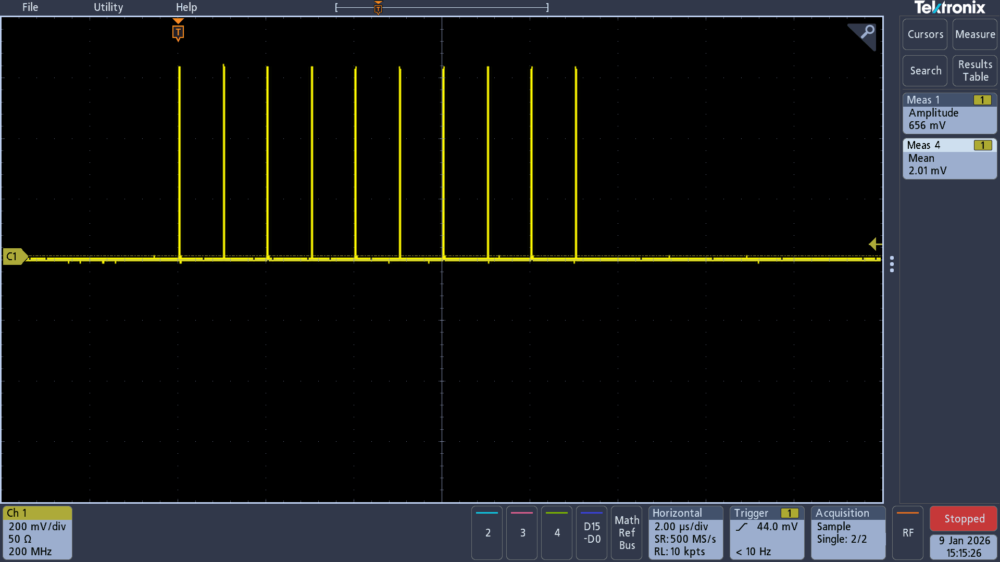 File Utility Help
T
Tektronix
T
Cursors Measure
Search Results Table
Meas 1 1
Amplitude
656 mV
Meas 4 1
Mean
2.01 mV
C1
Ch 1
200 mV/div
50 Ω
200 MHz
2
3
4
D15
-D0
Math
Ref
Bus
Horizontal
2.00 µs/div
SR: 500 MS/s
RL: 10 kpts
Trigger 1
44.0 mV
< 10 Hz
Acquisition
Sample
Single: 2/2
RF
Stopped
9 Jan 2026
15:15:26